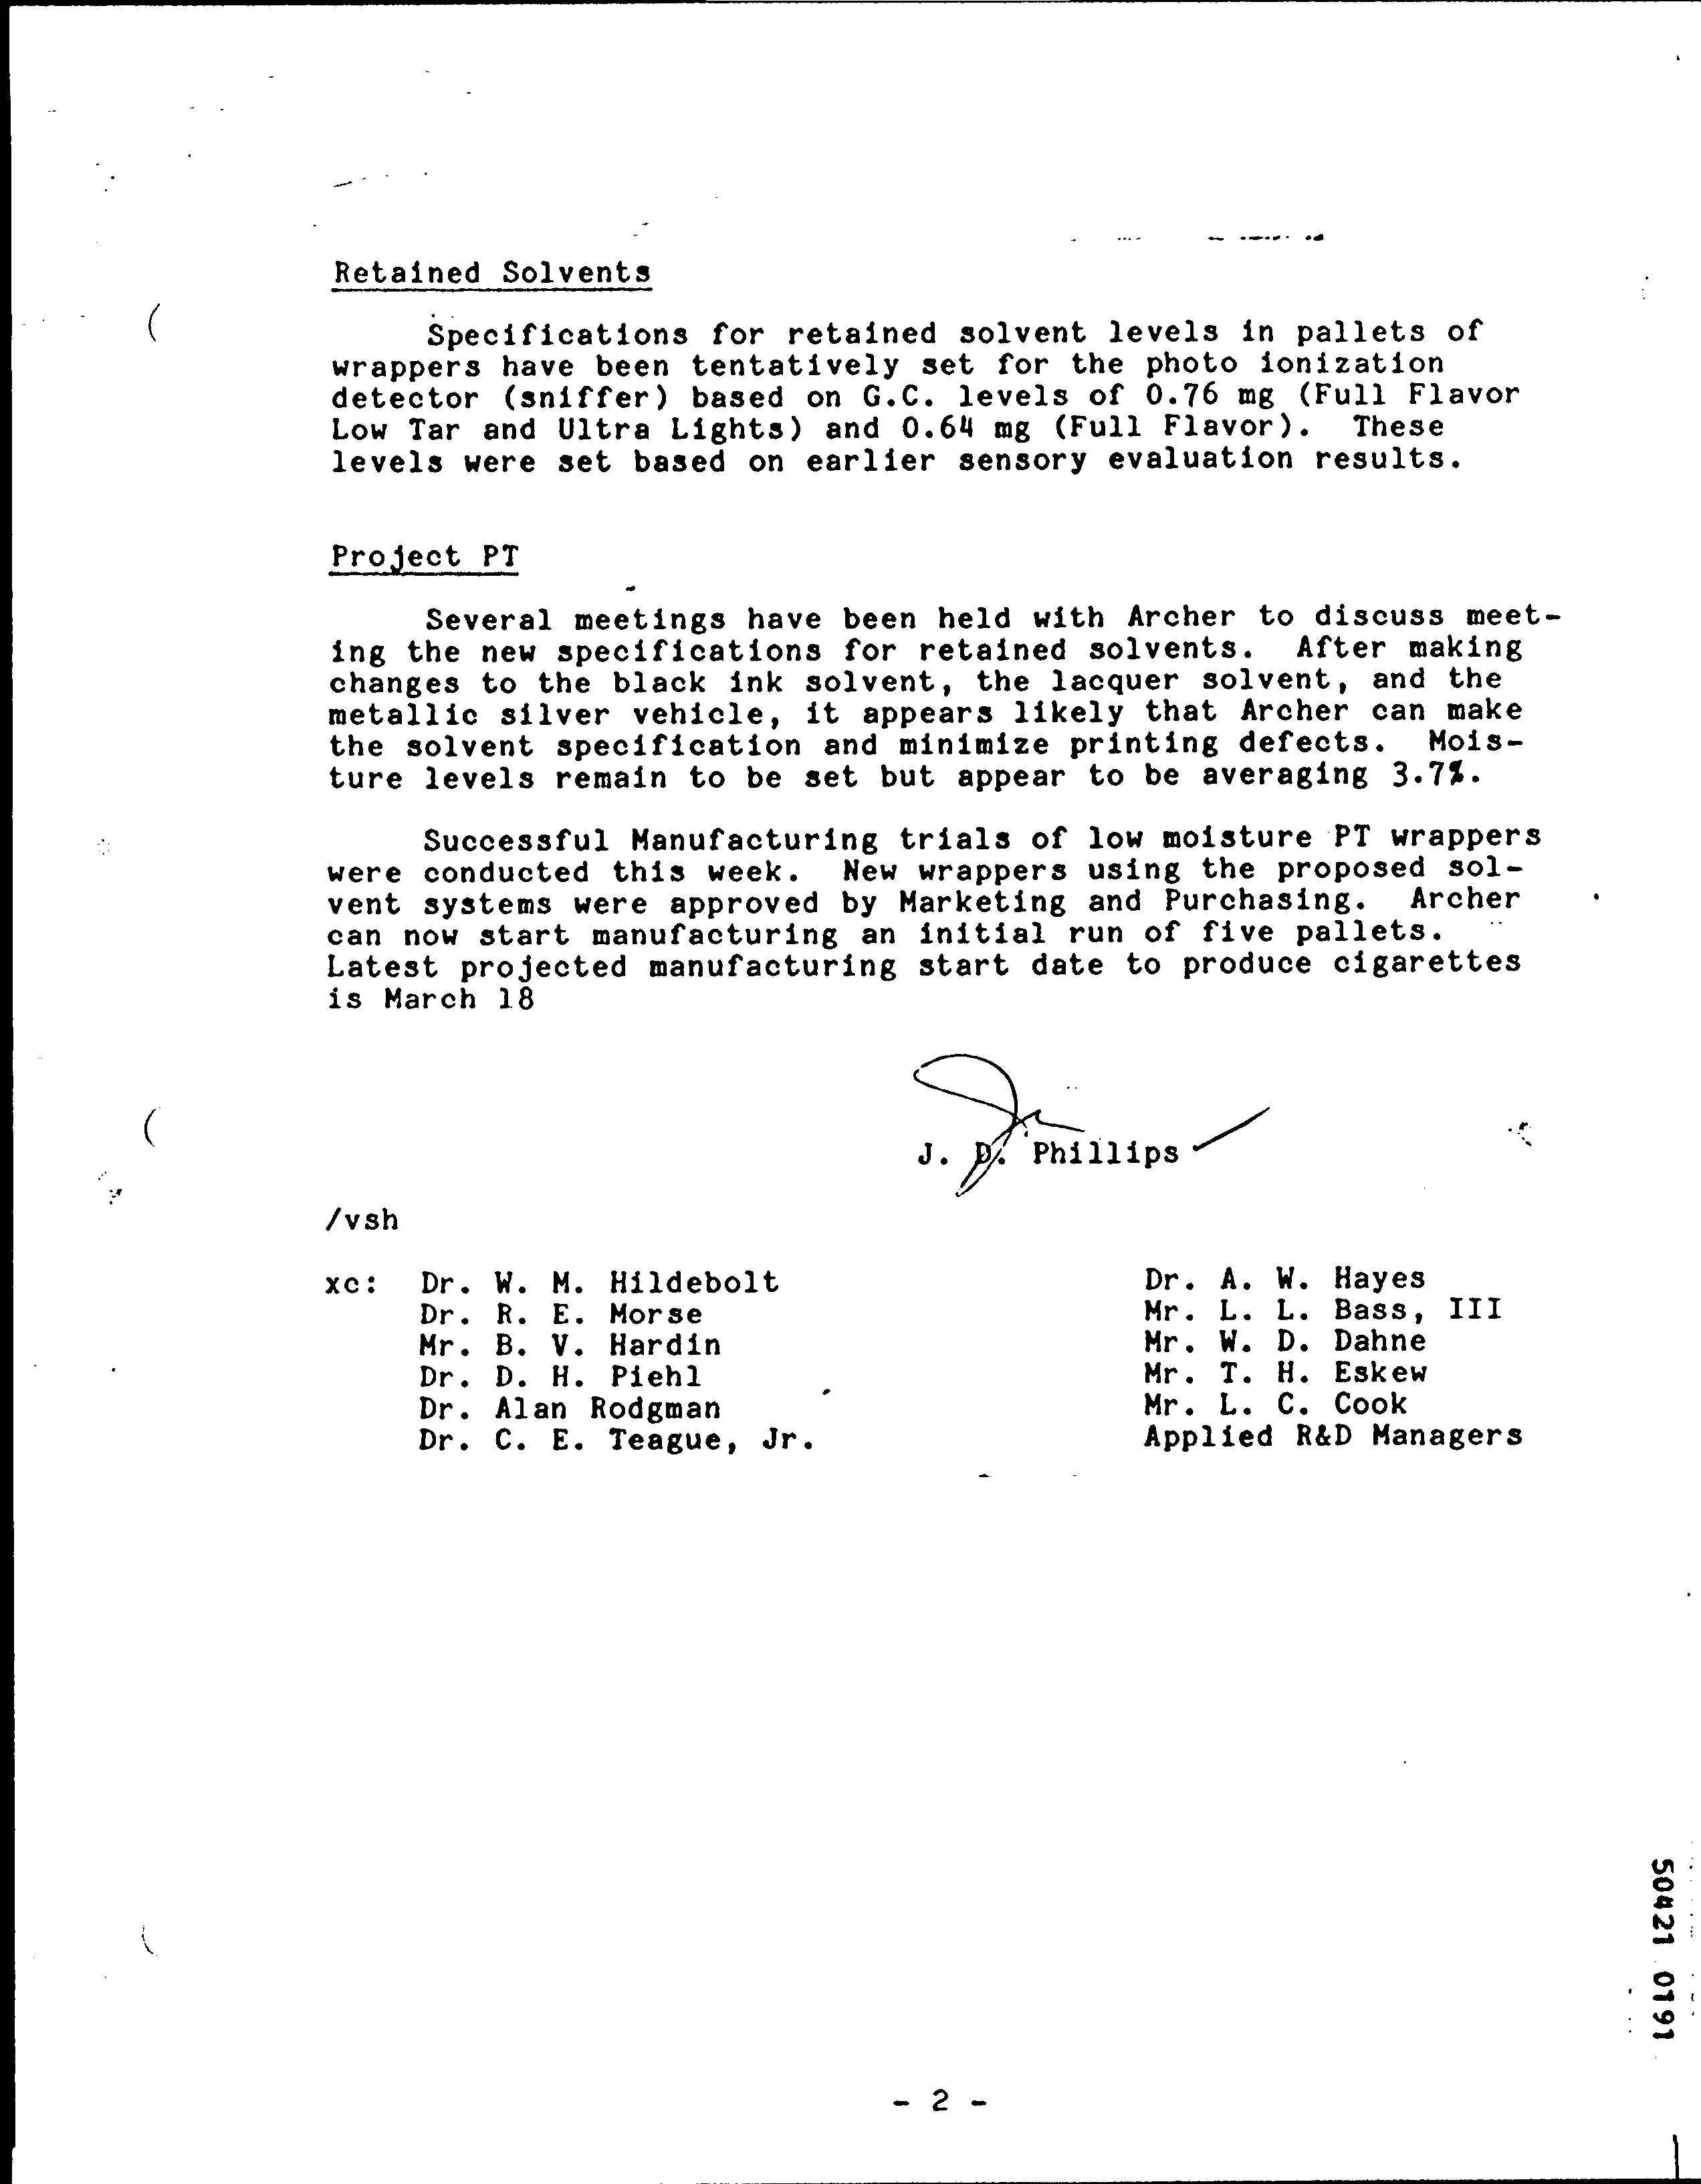 Retained Solvents
Specifications for retained solvent levels in pallets of
wrappers have been tentatively set for the photo ionization
detector (sniffer) based on G.C. levels of 0.76 mg (Full Flavor
Low Tar and Ultra Lights) and 0.64 mg (Full Flavor). These
levels were set based on earlier sensory evaluation results.
Project PT
Several meetings have been held with Archer to discuss meet-
ing the new specifications for retained solvents. After making
changes to the black ink solvent, the lacquer solvent, and the
metallic silver vehicle, it appears likely that Archer can make
the solvent specification and minimize printing defects. Mois-
ture levels remain to be set but appear to be averaging 3.7%.
Successful Manufacturing trials of low moisture PT wrappers
were conducted this week. New wrappers using the proposed sol-
vent systems were approved by Marketing and Purchasing. Archer
can now start manufacturing an initial run of five pallets.
Latest projected manufacturing start date to produce cigarettes
is March 18
J. D. Phillips
/vsh
xc: Dr. W. M. Hildebolt
Dr. R. E. Morse
Mr. B. V. Hardin
Dr. D. H. Piehl
Dr. Alan Rodgman
Dr. C. E. Teague, Jr.
Dr. A. W. Hayes
Mr. L. L. Bass, III
Mr. W. D. Dahne
Mr. T. H. Eskew
Mr. L. C. Cook
Applied R&D Managers
50421 0191
- 2 -